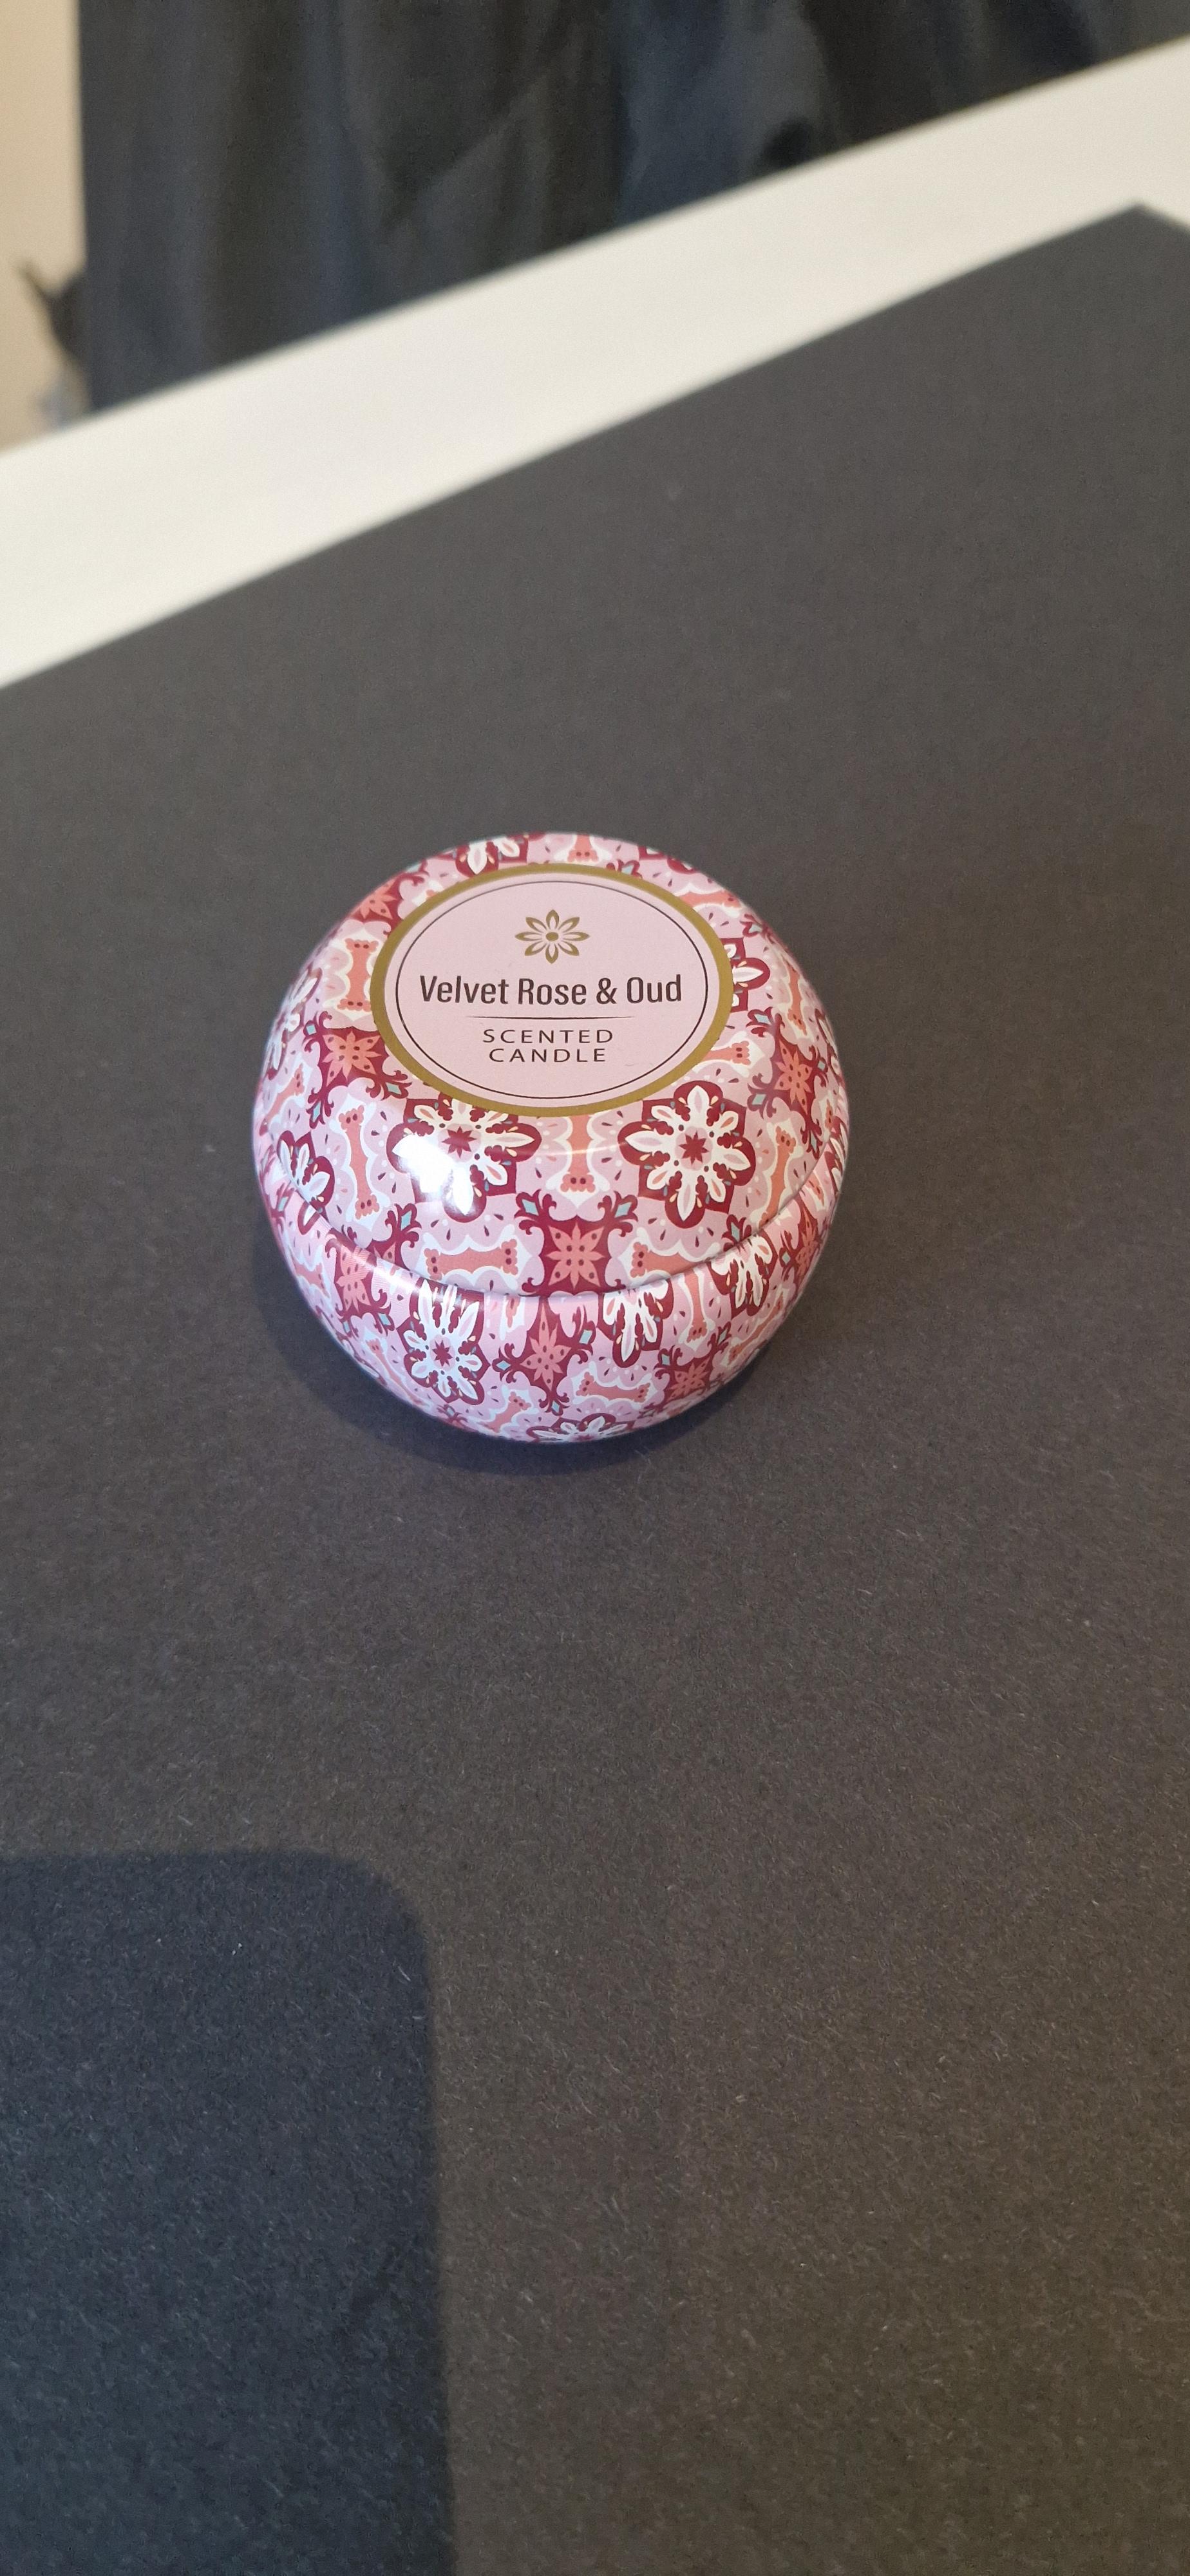 Velvet Rose & Oud
SCENTED
CANDLE